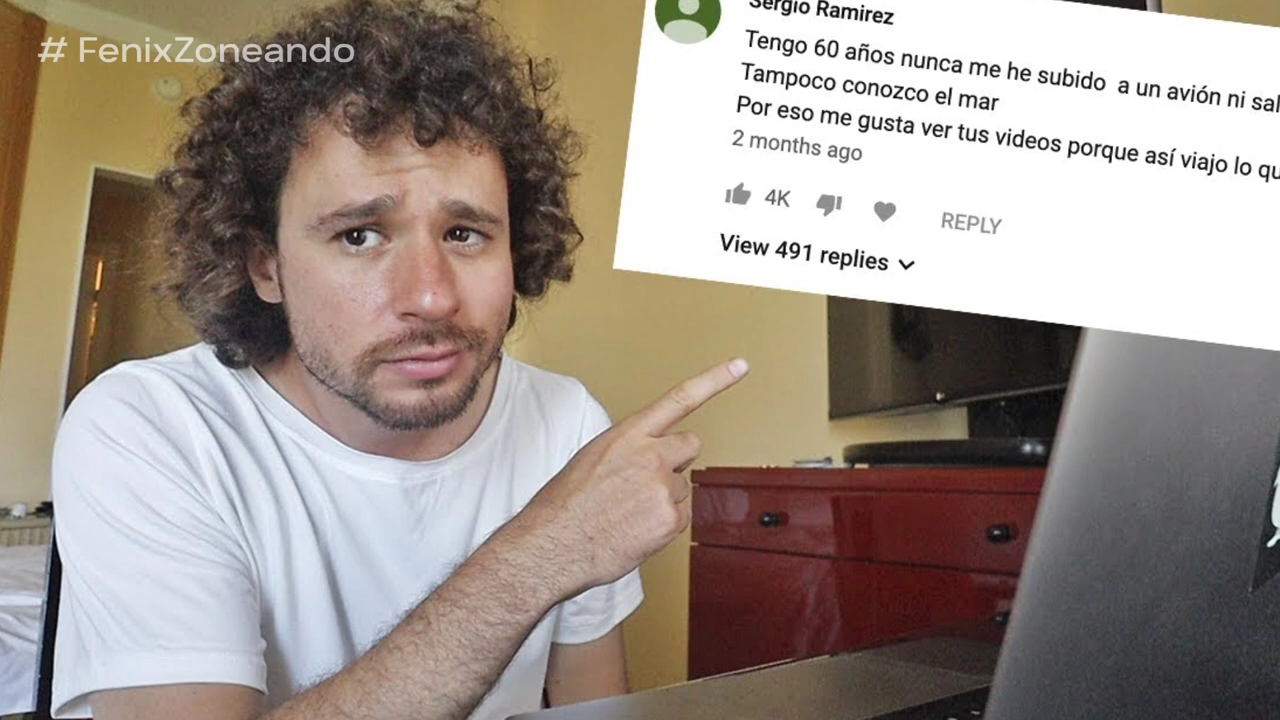 # FenixZoneando
Sergio Ramirez
Tengo 60 años nunca me he subido a un avión ni
Tampoco conozco el mar
Por eso me gusta ver tus videos porque así viajo lo
2 months ago
4K
REPLY
View 491 replies